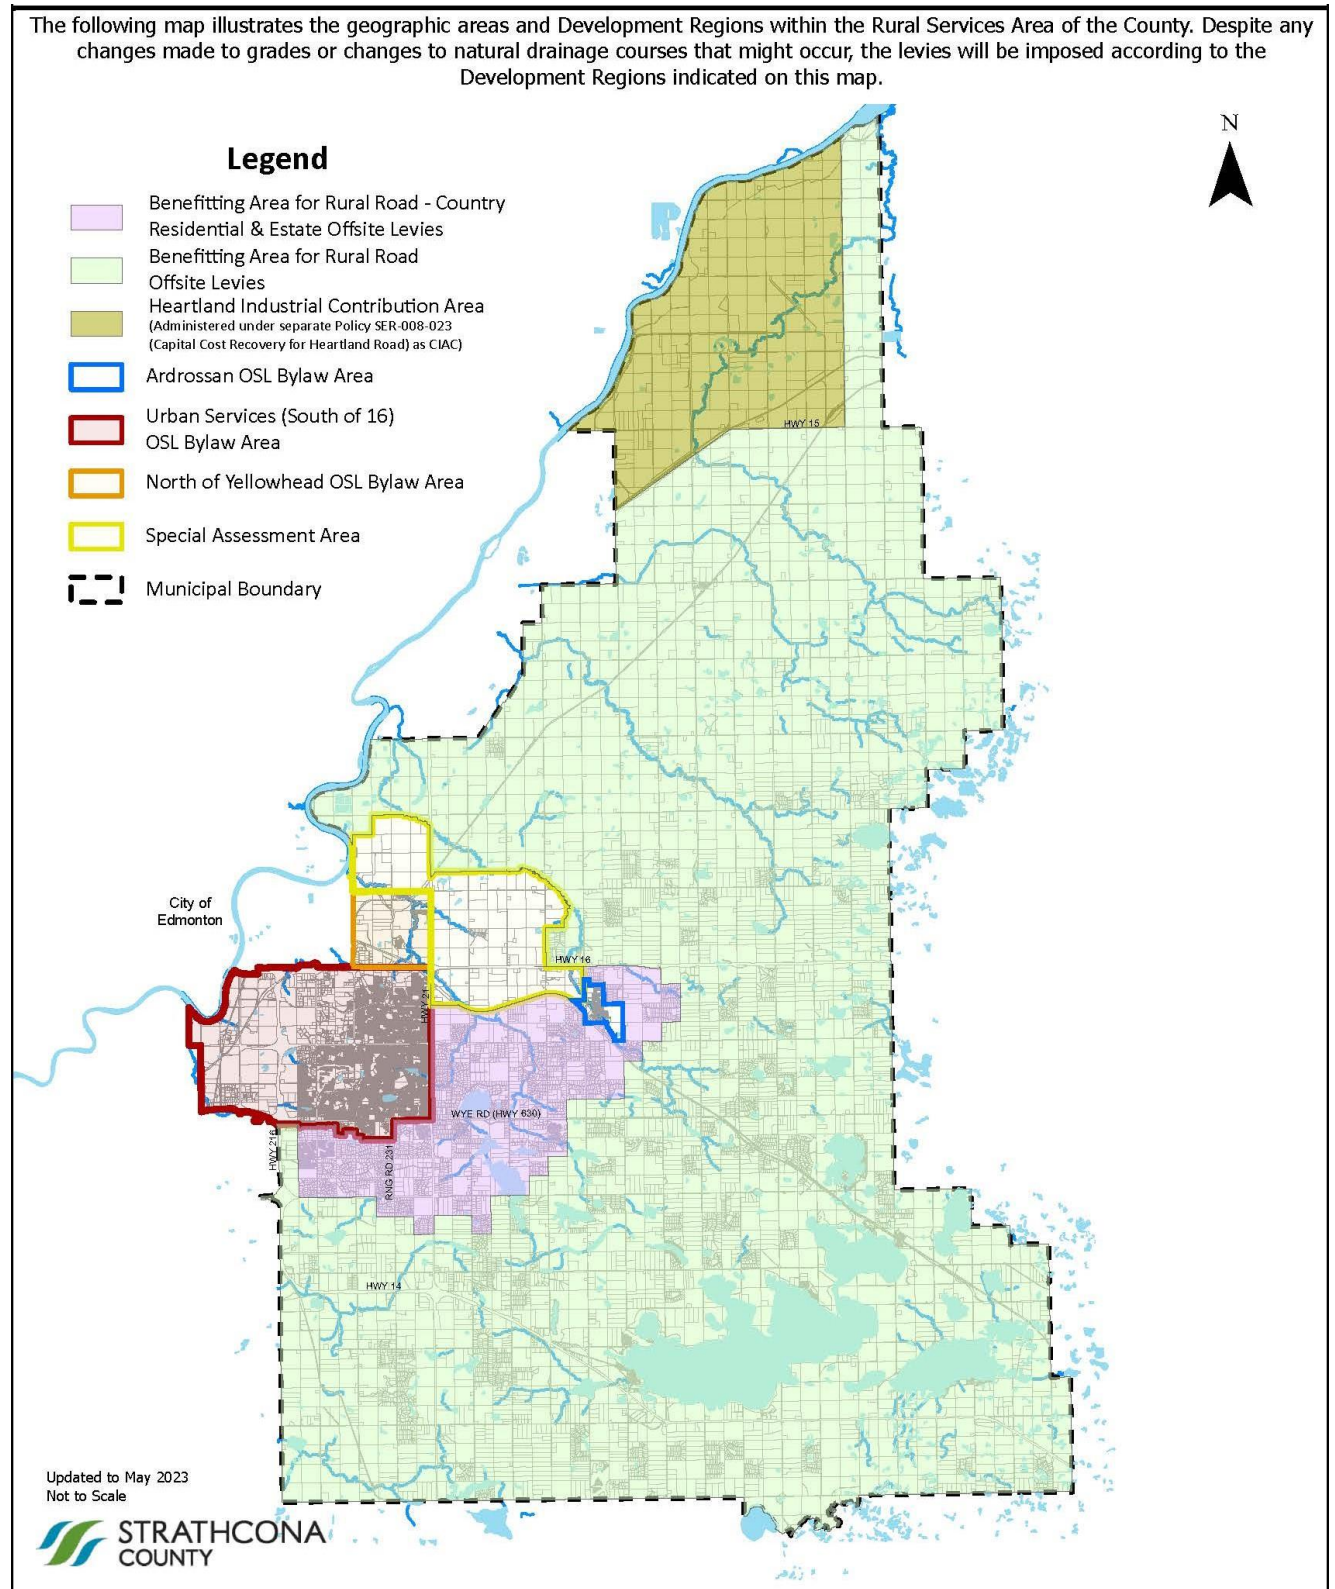 The following map illustrates the geographic areas and Development Regions within the Rural Services Area of the County. Despite any
changes made to grades or changes to natural drainage courses that might occur, the levies will be imposed according to the
Development Regions indicated on this map.
N
Legend
Benefitting Area for Rural Road - Country
Residential & Estate Offsite Levies
Benefitting Area for Rural Road
Offsite Levies
Heartland Industrial Contribution Area
(Administered under separate Policy SER-008-023
(Capital Cost Recovery for Heartland Road) as CIAC)
Ardrossan OSL Bylaw Area
Urban Services (South of 16)
OSL Bylaw Area
North of Yellowhead OSL Bylaw Area
Special Assessment Area
Municipal Boundary
HWY 15
City of
Edmonton
HWY 16
HWY 21
WYE RD (HWY 630)
HWY 216
RNG RD 231
HWY 14
Updated to May 2023
Not to Scale
STRATHCONA
COUNTY